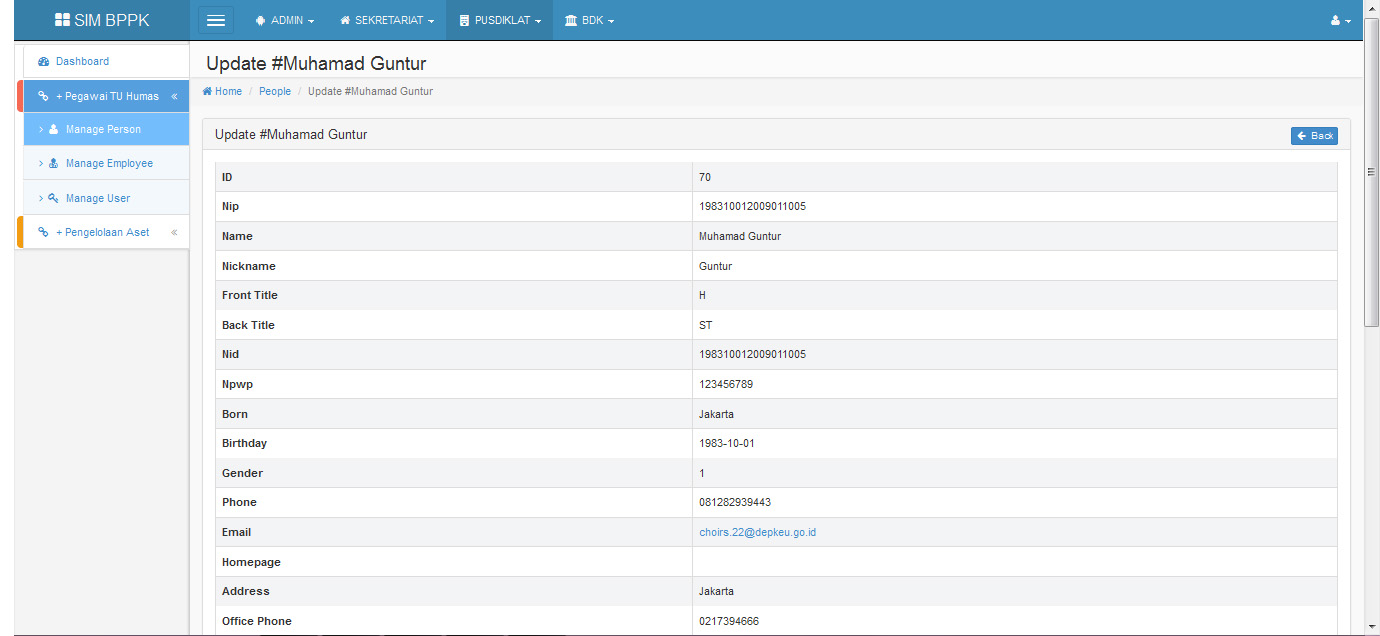 SIM BPPK ADMIN SEKRETARIAT PUSDIKLAT BDK
Dashboard
+ Pegawai TU Humas «
> Manage Person
> Manage Employee
> Manage User
+ Pengelolaan Aset «
Update #Muhamad Guntur
Home / People / Update #Muhamad Guntur
Update #Muhamad Guntur Back
ID 70
Nip 198310012009011005
Name Muhamad Guntur
Nickname Guntur
Front Title H
Back Title ST
Nid 198310012009011005
Npwp 123456789
Born Jakarta
Birthday 1983-10-01
Gender 1
Phone 081282939443
Email choirs.22@depkeu.go.id
Homepage
Address Jakarta
Office Phone 0217394666